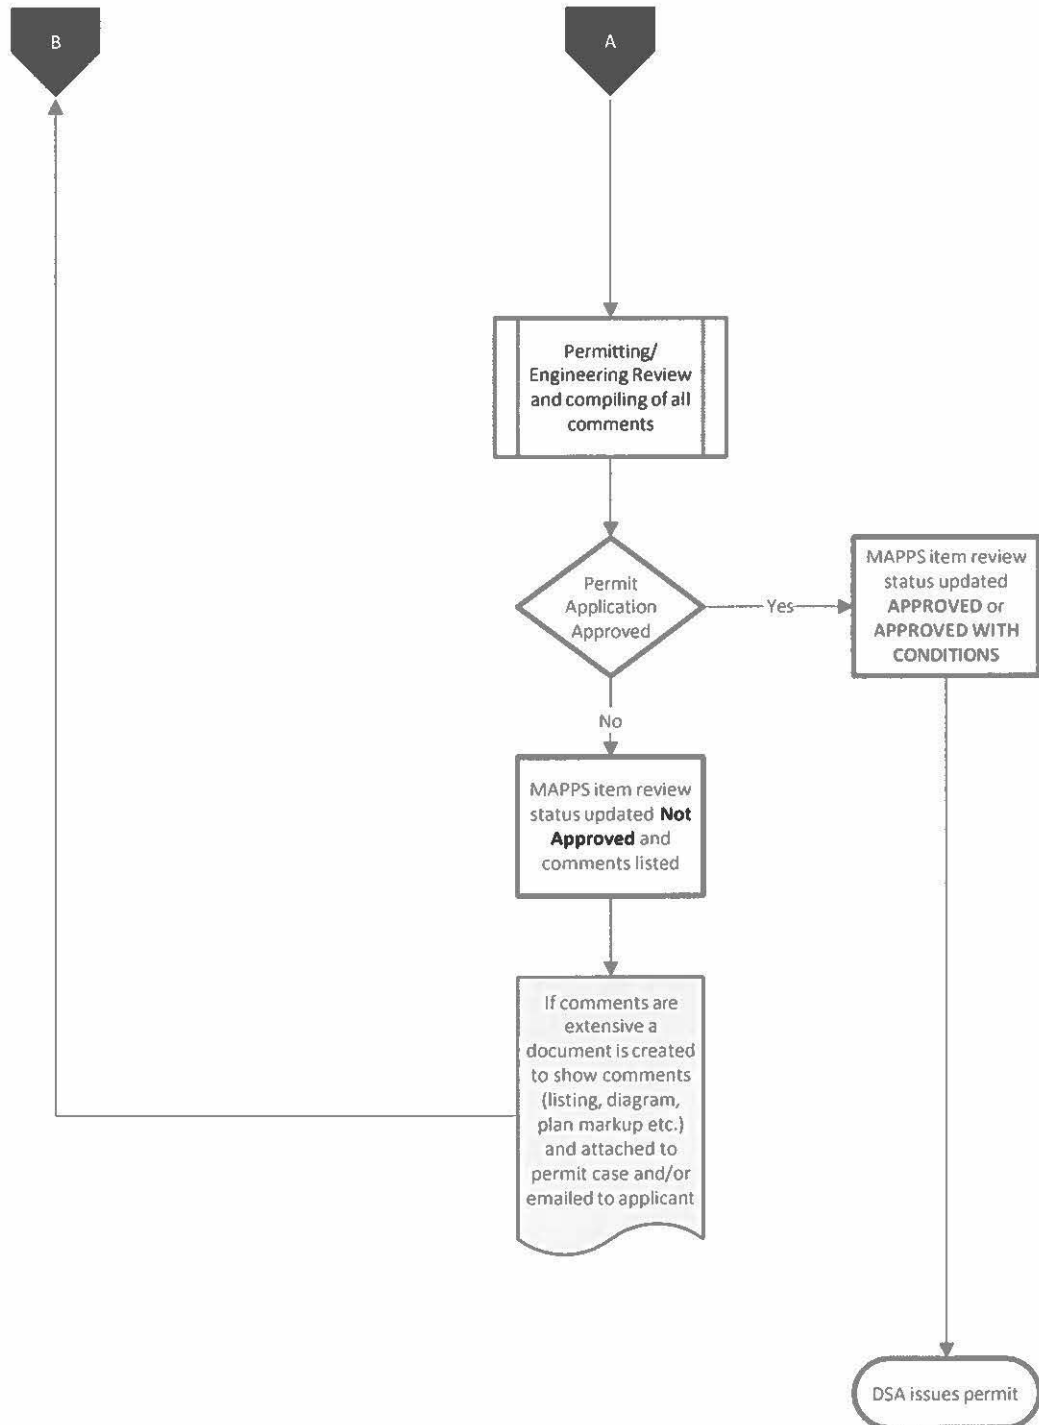 B
A
Permitting/
Engineering Review
and compiling of all
comments
Permit
Application
Approved
Yes
MAPPS item review
status updated
APPROVED or
APPROVED WITH
CONDITIONS
No
MAPPS item review
status updated Not
Approved and
comments listed
If comments are
extensive a
document is created
to show comments
(listing, diagram,
plan markup etc.)
and attached to
permit case and/or
emailed to applicant
DSA issues permit